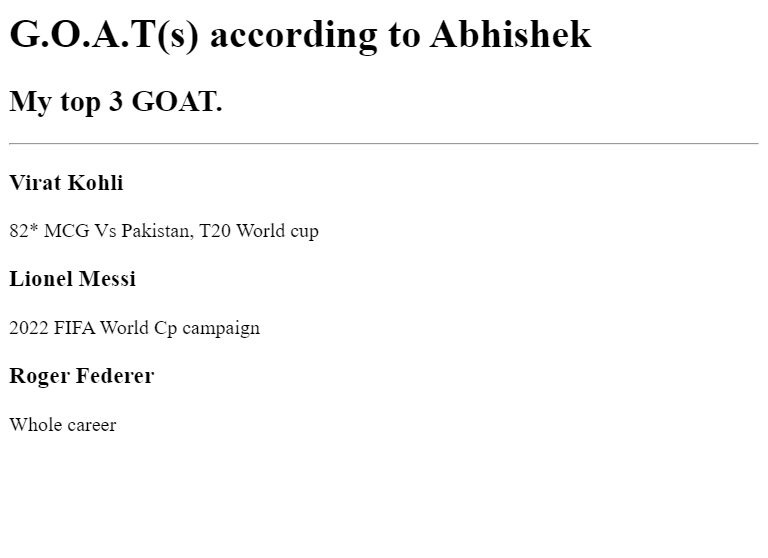 G.O.A.T(s) according to Abhishek
My top 3 GOAT.
Virat Kohli
82* MCG Vs Pakistan, T20 World cup
Lionel Messi
2022 FIFA World Cp campaign
Roger Federer
Whole career